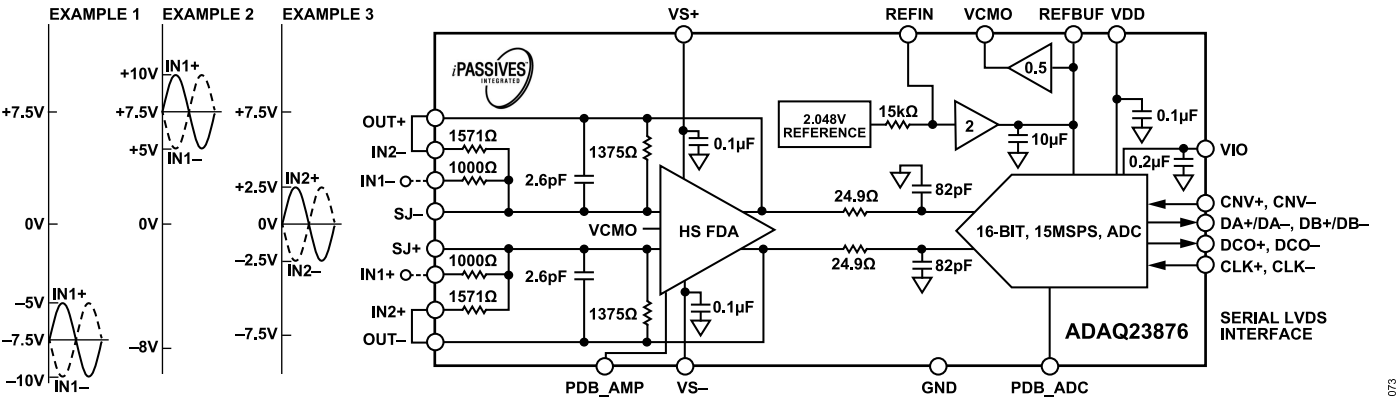 EXAMPLE 1
EXAMPLE 2
EXAMPLE 3
+7.5V
0V
–5V
–7.5V
–10V
IN1+
IN1–
+10V
+7.5V
+5V
0V
–8V
IN1+
IN1–
+7.5V
+2.5V
0V
–2.5V
–7.5V
IN2+
IN2–
VS+
REFIN
VCMO
REFBUF
VDD
iPASSIVES
INTEGRATED
0.5
OUT+
IN2–
IN1–
SJ–
SJ+
IN1+
IN2+
OUT–
1571Ω
1000Ω
2.6pF
1375Ω
0.1µF
2.048V
REFERENCE
15kΩ
2
10µF
0.1µF
0.2µF
VIO
82pF
24.9Ω
VCMO
HS FDA
16-BIT, 15MSPS, ADC
CNV+, CNV–
DA+/DA–, DB+/DB–
DCO+, DCO–
CLK+, CLK–
1000Ω
1571Ω
2.6pF
1375Ω
0.1µF
24.9Ω
82pF
ADAQ23876
SERIAL LVDS
INTERFACE
PDB_AMP
VS–
GND
PDB_ADC
073